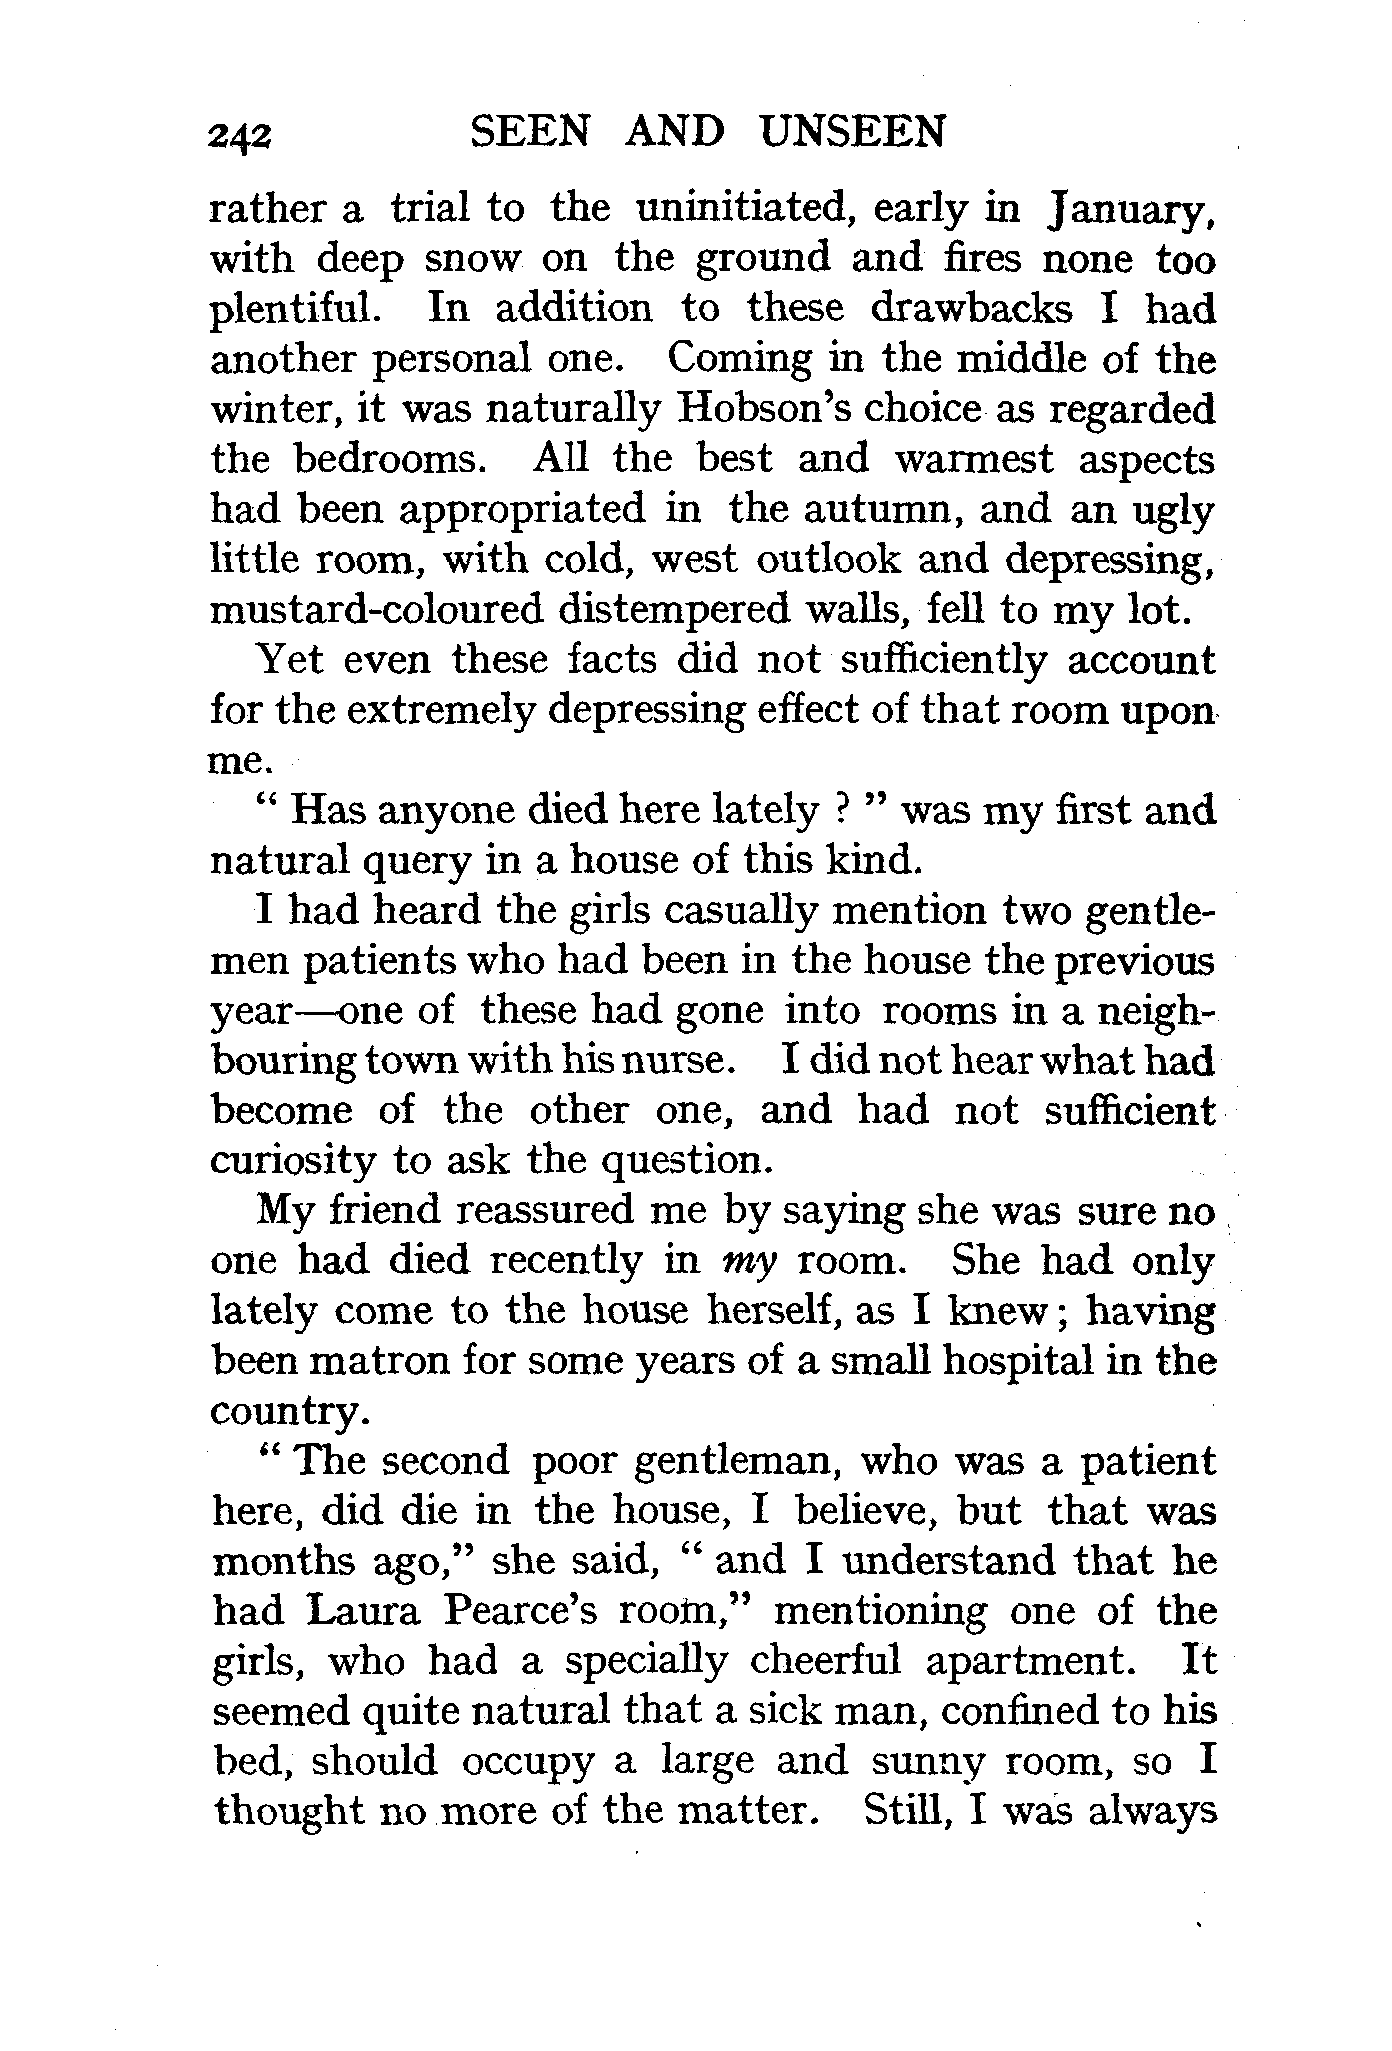 242 SEEN AND UNSEEN
rather a trial to the uninitiated, early in January,
with deep snow on the ground and fires none too
plentiful. In addition to these drawbacks I had
another personal one. Coming in the middle of the
winter, it was naturally Hobson's choice as regarded
the bedrooms. All the best and warmest aspects
had been appropriated in the autumn, and an ugly
little room, with cold, west outlook and depressing,
mustard-coloured distempered walls, fell to my lot.
Yet even these facts did not sufficiently account
for the extremely depressing effect of that room upon
me.
“ Has anyone died here lately ? ” was my first and
natural query in a house of this kind.
I had heard the girls casually mention two gentle-
men patients who had been in the house the previous
year—one of these had gone into rooms in a neigh-
bouring town with his nurse. I did not hear what had
become of the other one, and had not sufficient
curiosity to ask the question.
My friend reassured me by saying she was sure no
one had died recently in my room. She had only
lately come to the house herself, as I knew ; having
been matron for some years of a small hospital in the
country.
“ The second poor gentleman, who was a patient
here, did die in the house, I believe, but that was
months ago,” she said, “ and I understand that he
had Laura Pearce's room,” mentioning one of the
girls, who had a specially cheerful apartment. It
seemed quite natural that a sick man, confined to his
bed, should occupy a large and sunny room, so I
thought no more of the matter. Still, I was always